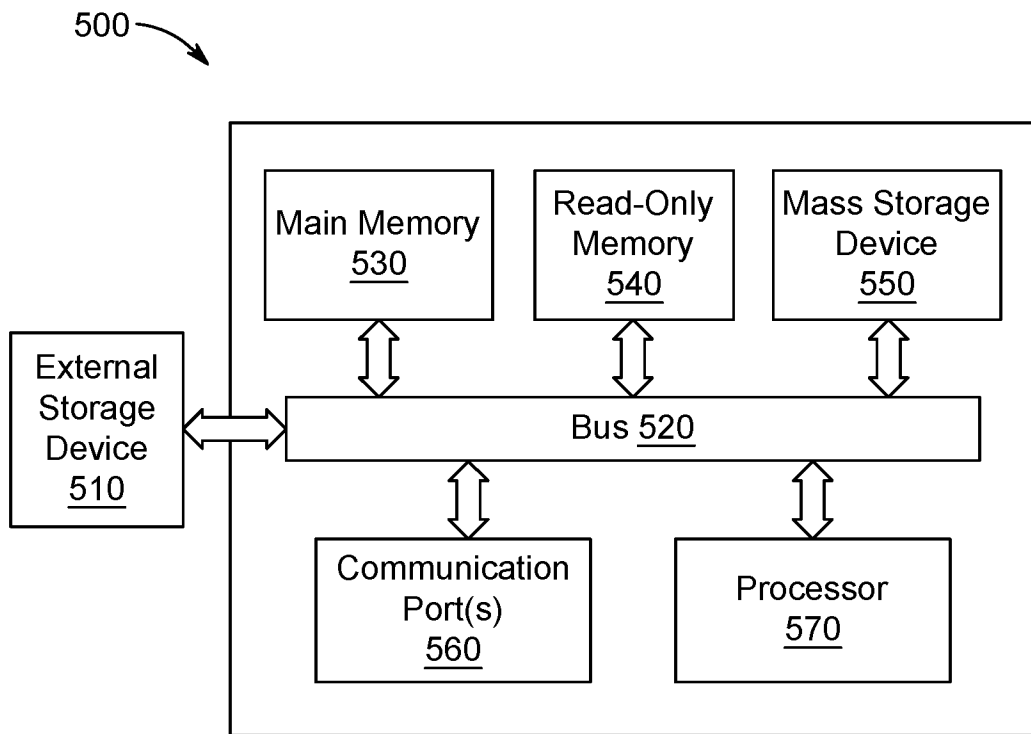 500
Main Memory
530
Read-Only
Memory
540
Mass Storage
Device
550
External
Storage
Device
510
Bus 520
Communication
Port(s)
560
Processor
570